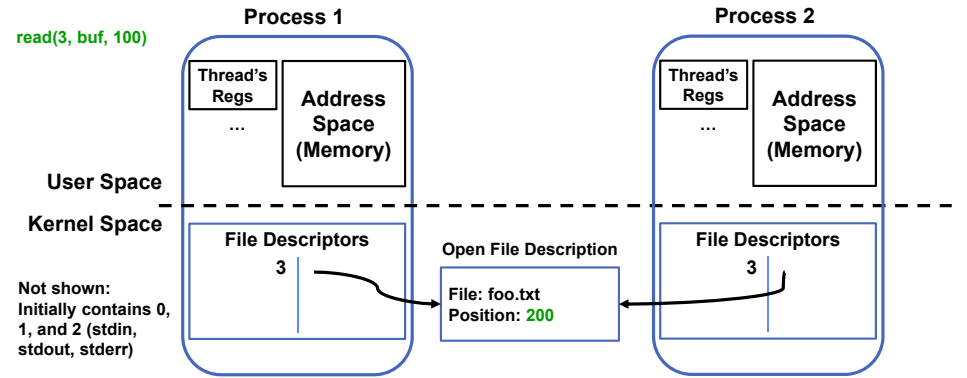 Process 1
Process 2
read(3, buf, 100)
Thread's
Regs
...
Address
Space
(Memory)
Thread's
Regs
...
Address
Space
(Memory)
User Space
Kernel Space
File Descriptors
3
Open File Description
File: foo.txt
Position: 200
File Descriptors
3
Not shown:
Initially contains 0,
1, and 2 (stdin,
stdout, stderr)